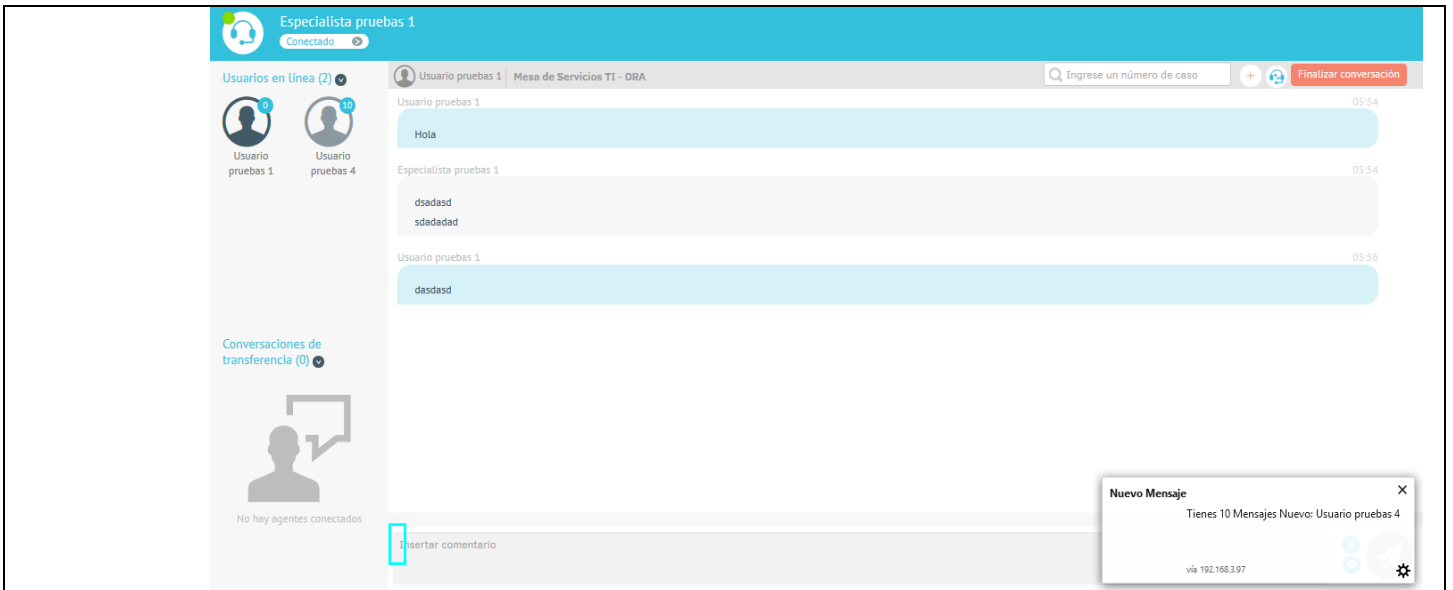 Especialista pruebas 1
Conectado
Usuarios en línea (2)
0
10
Usuario pruebas 1
Usuario pruebas 4
Conversaciones de
transferencia (0)
No hay agentes conectados
Usuario pruebas 1 Mesa de Servicios TI - ORA
Ingrese un número de caso
+
Finalizar conversación
Usuario pruebas 1 05:54
Hola
Especialista pruebas 1 05:54
dsadasd
sdadadad
Usuario pruebas 1 05:56
dasdasd
Insertar comentario
Nuevo Mensaje
Tienes 10 Mensajes Nuevo: Usuario pruebas 4
vía 192.168.3.97